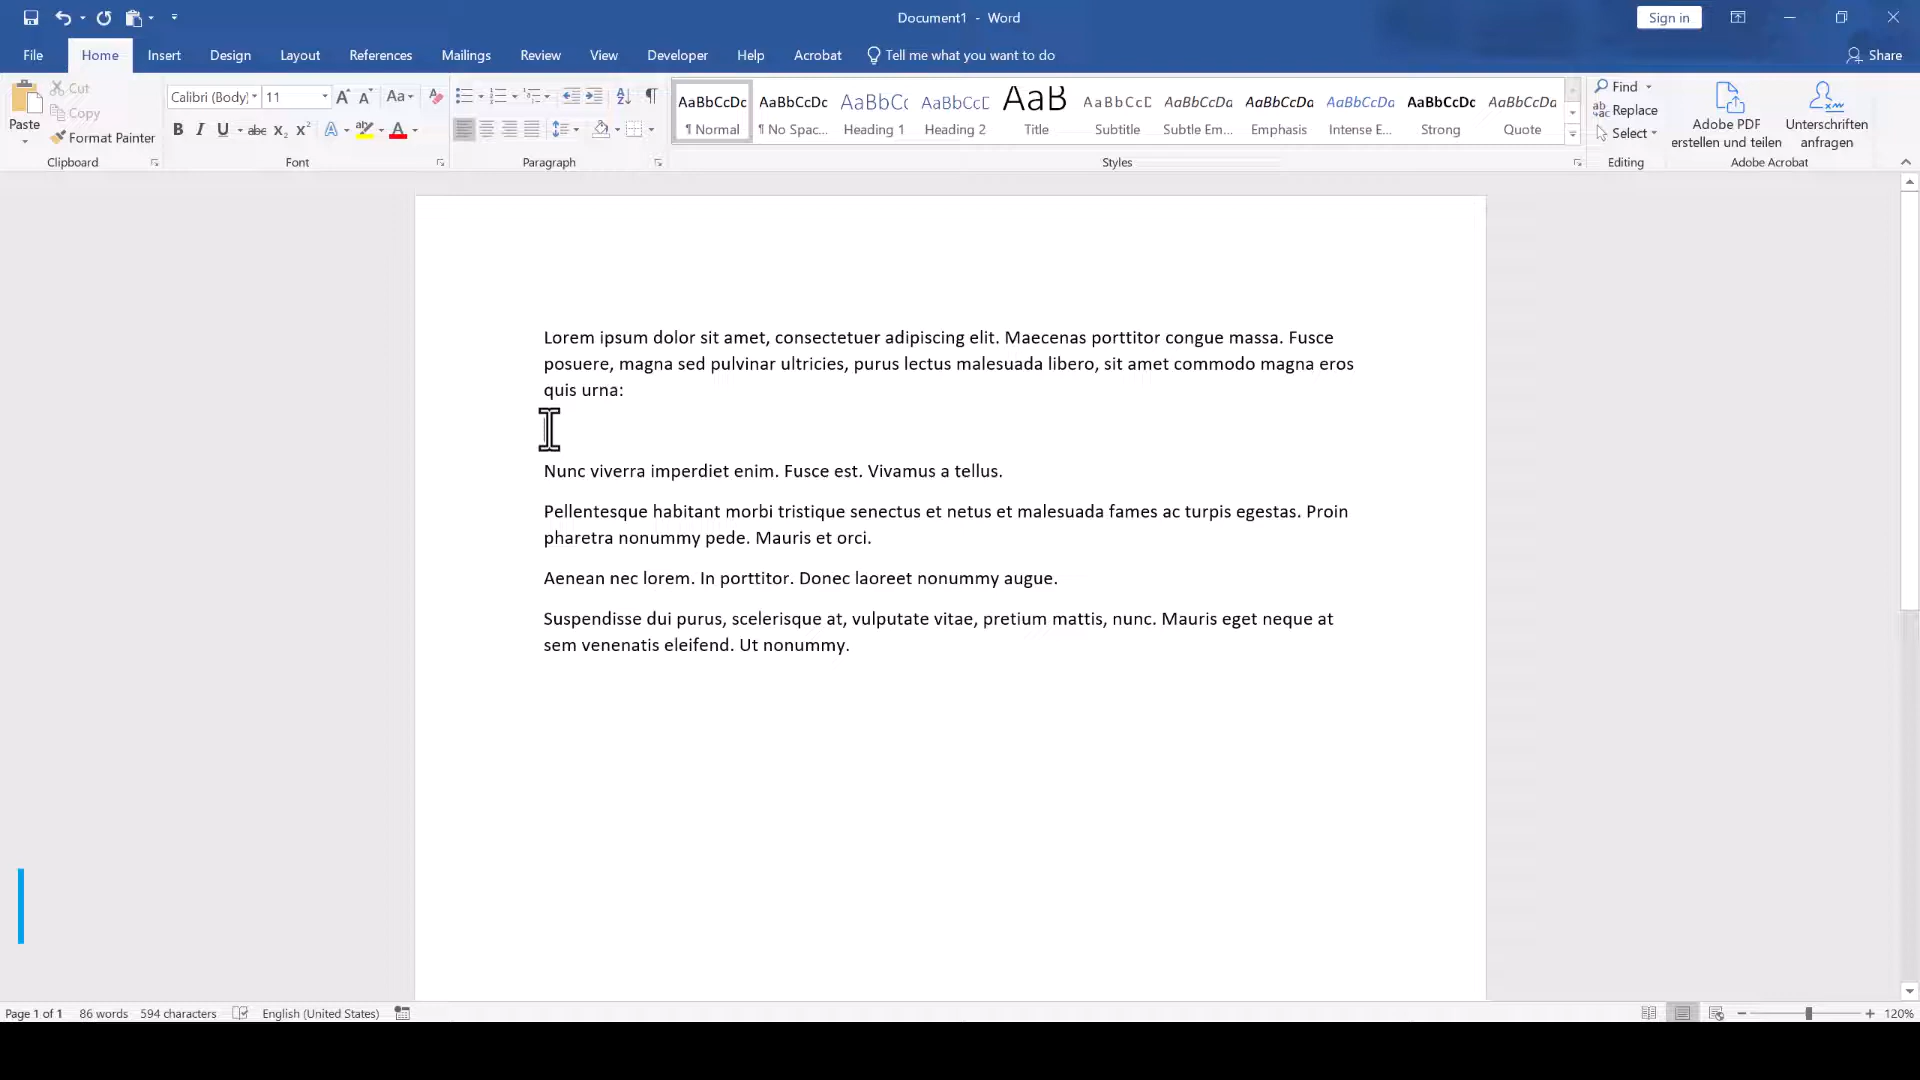 Document1 - Word
Sign in
File Home Insert Design Layout References Mailings Review View Developer Help Acrobat Tell me what you want to do Share
Paste
Cut
Copy
Format Painter
Clipboard
Calibri (Body) 11
Aa
B I U abc X₂ X²
A A
Font
Paragraph
AaBbCcDc AaBbCcDc AaBbCc AaBbCcD AaB AaBbCcD AaBbCcDa AaBbCcDa AaBbCcDa AaBbCcDc AaBbCcDa
¶ Normal ¶ No Spac... Heading 1 Heading 2 Title Subtitle Subtle Em... Emphasis Intense E... Strong Quote
Styles
Find
Replace
Select
Editing
Adobe PDF
erstellen und teilen
Unterschriften
anfragen
Adobe Acrobat
Lorem ipsum dolor sit amet, consectetuer adipiscing elit. Maecenas porttitor congue massa. Fusce
posuere, magna sed pulvinar ultricies, purus lectus malesuada libero, sit amet commodo magna eros
quis urna:
Nunc viverra imperdiet enim. Fusce est. Vivamus a tellus.
Pellentesque habitant morbi tristique senectus et netus et malesuada fames ac turpis egestas. Proin
pharetra nonummy pede. Mauris et orci.
Aenean nec lorem. In porttitor. Donec laoreet nonummy augue.
Suspendisse dui purus, scelerisque at, vulputate vitae, pretium mattis, nunc. Mauris eget neque at
sem venenatis eleifend. Ut nonummy.
Page 1 of 1 86 words 594 characters English (United States) 120%